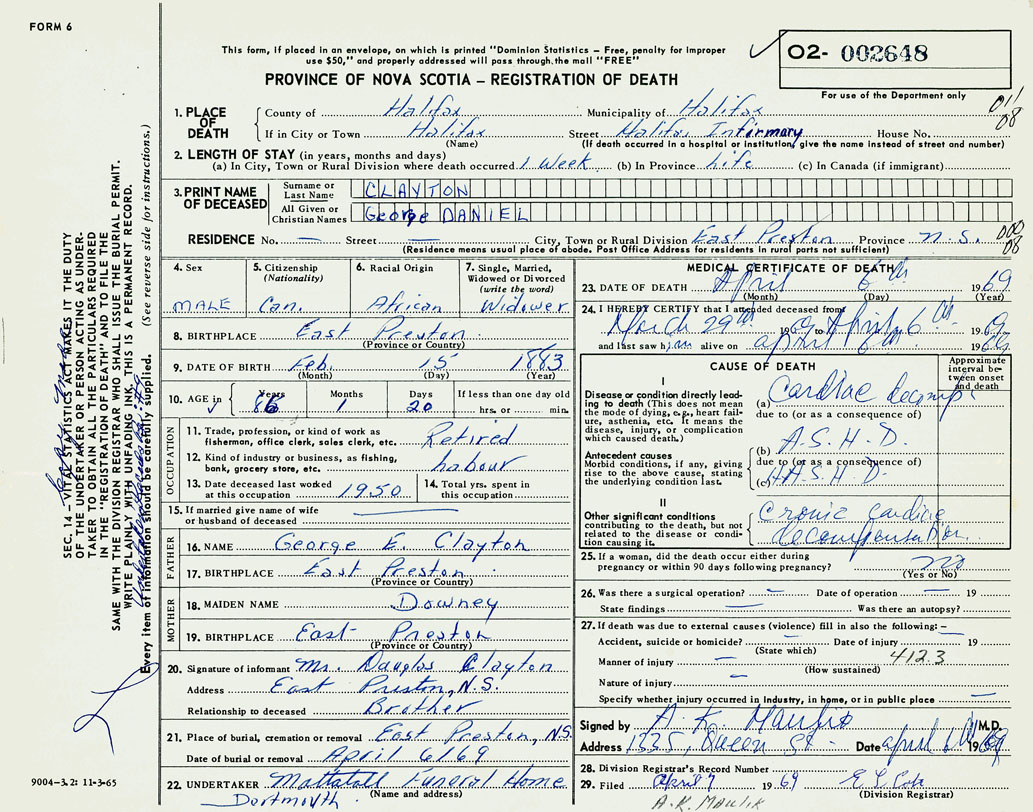 FORM 6
This form, if placed in an envelope, on which is printed "Dominion Statistics – Free, penalty for improper
use $50," and properly addressed will pass through the mail "FREE"
PROVINCE OF NOVA SCOTIA – REGISTRATION OF DEATH
02- 002648
For use of the Department only
011
08
1. PLACE OF DEATH
County of Halifax Municipality of Halifax
If in City or Town Halifax Street Halifax Infirmary House No.
(Name) (If death occurred in a hospital or institution, give the name instead of street and number)
2. LENGTH OF STAY (in years, months and days)
(a) In City, Town or Rural Division where death occurred 1 Week (b) In Province Life (c) In Canada (if immigrant)
3. PRINT NAME OF DECEASED
Surname or Last Name CLAYTON
All Given or Christian Names George DANIEL
RESIDENCE No. — Street — City, Town or Rural Division East Preston Province N.S.
(Residence means usual place of abode. Post Office Address for residents in rural parts not sufficient)
000
08
4. Sex MALE
5. Citizenship (Nationality) Can.
6. Racial Origin African
7. Single, Married, Widowed or Divorced (write the word) Widower
8. BIRTHPLACE East Preston
(Province or Country)
9. DATE OF BIRTH Feb. 15 1883
(Month) (Day) (Year)
10. AGE in Years Months Days If less than one day old
86 1 20 hrs. or min.
OCCUPATION
11. Trade, profession or kind of work as fisherman, office clerk, sales clerk, etc. Retired
12. Kind of industry or business, as fishing, bank, grocery store, etc. Labour
13. Date deceased last worked at this occupation 1950
14. Total yrs. spent in this occupation
15. If married give name of wife or husband of deceased —
FATHER
16. NAME George E. Clayton
17. BIRTHPLACE East Preston
(Province or Country)
MOTHER
18. MAIDEN NAME Downey
19. BIRTHPLACE East Preston
(Province or Country)
20. Signature of informant Mr. Douglas Clayton
Address East Preston, N.S.
Relationship to deceased Brother
21. Place of burial, cremation or removal East Preston, NS
Date of burial or removal April 6/69
22. UNDERTAKER Mattatall Funeral Home
(Name and address)
Dartmouth
MEDICAL CERTIFICATE OF DEATH
23. DATE OF DEATH April 6th 1969
(Month) (Day) (Year)
24. I HEREBY CERTIFY that I attended deceased from
March 29th 1969 to April 6th 1969
and last saw him alive on April 6th 1969
CAUSE OF DEATH
Approximate interval between onset and death
I
Disease or condition directly leading to death (This does not mean the mode of dying, e.g., heart failure, asthenia, etc. It means the disease, injury, or complication which caused death.)
(a) Cardiac decomp.
due to (or as a consequence of)
Antecedent causes
Morbid conditions, if any, giving rise to the above cause, stating the underlying condition last.
(b) A.S.H.D.
due to (or as a consequence of)
(c) A.S.H.D.
II
Other significant conditions contributing to the death, but not related to the disease or condition causing it.
Cronic cardiac
decompensation
25. If a woman, did the death occur either during
pregnancy or within 90 days following pregnancy? no
(Yes or No)
26. Was there a surgical operation? — Date of operation — 19
State findings — Was there an autopsy?
27. If death was due to external causes (violence) fill in also the following: –
Accident, suicide or homicide? — Date of injury 19
(State which)
412.3
Manner of injury —
(How sustained)
Nature of injury —
Specify whether injury occurred in industry, in home, or in public place —
Signed by A. K. Maulik M.D.
Address 1335, Queen St - Date April 6th 1969
28. Division Registrar's Record Number
29. Filed April 7 1969
(Division Registrar)
A.K. MAULIK
SEC. 14 –VITAL STATISTICS ACT MAKES IT THE DUTY
OF THE UNDERTAKER OR PERSON ACTING AS UNDER-
TAKER TO OBTAIN ALL THE PARTICULARS REQUIRED
IN THE "REGISTRATION OF DEATH" AND TO FILE THE
SAME WITH THE DIVISION REGISTRAR WHO SHALL ISSUE THE BURIAL PERMIT.
WRITE PLAINLY WITH UNFADING INK, THIS IS A PERMANENT RECORD.
Every item of information should be carefully supplied. (See reverse side for instructions.)
9004-3.2: 11-3-65